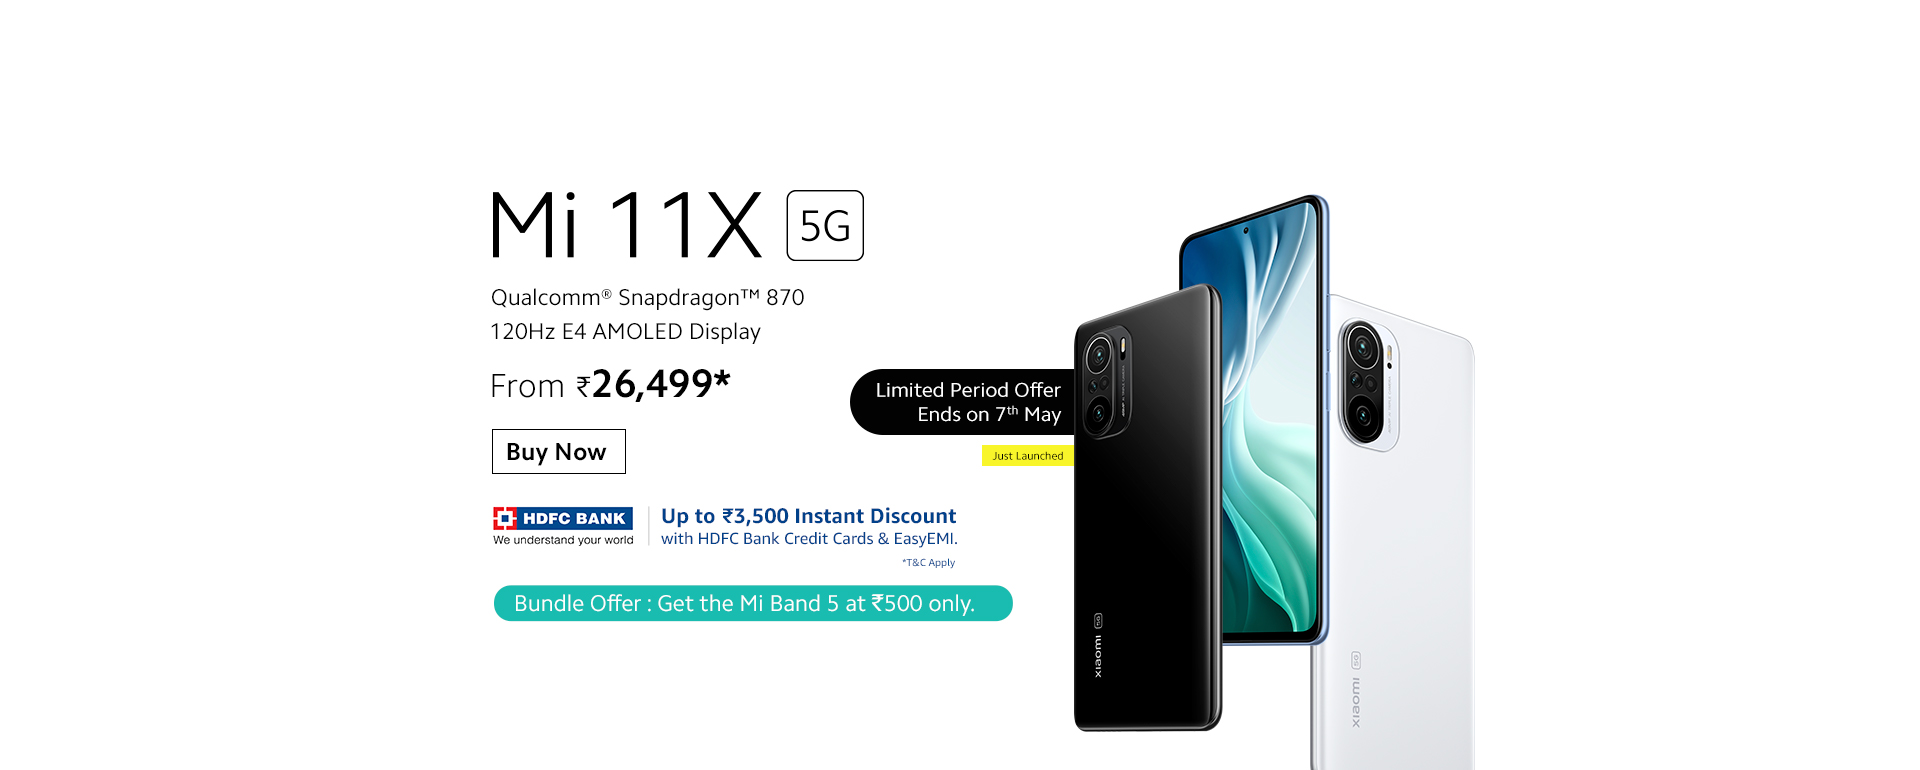 Mi 11X 5G
Qualcomm® Snapdragon™ 870
120Hz E4 AMOLED Display
From ₹26,499*
Limited Period Offer
Ends on 7th May
Buy Now
Just Launched
HDFC BANK
We understand your world
Up to ₹3,500 Instant Discount
with HDFC Bank Credit Cards & EasyEMI.
*T&C Apply
Bundle Offer : Get the Mi Band 5 at ₹500 only.
xiaomi 5G
xiaomi 5G